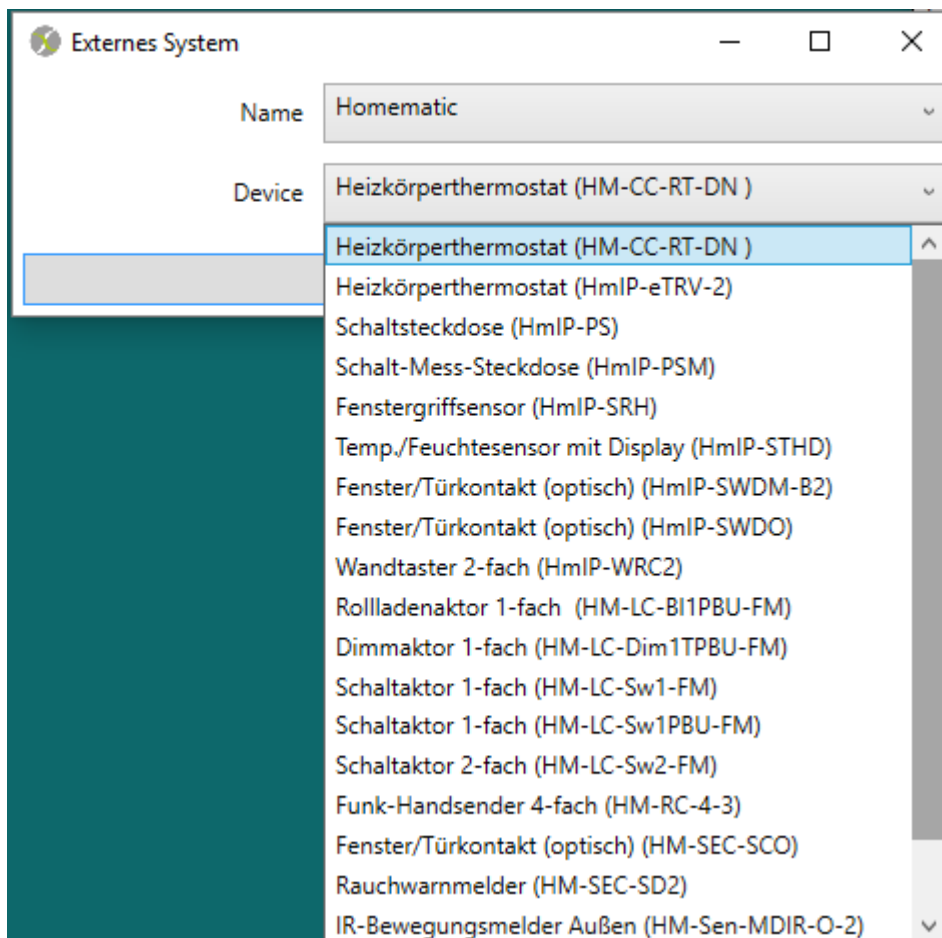 Externes System
Name Homematic
Device Heizkörperthermostat (HM-CC-RT-DN )
Heizkörperthermostat (HM-CC-RT-DN )
Heizkörperthermostat (HmIP-eTRV-2)
Schaltsteckdose (HmIP-PS)
Schalt-Mess-Steckdose (HmIP-PSM)
Fenstergriffsensor (HmIP-SRH)
Temp./Feuchtesensor mit Display (HmIP-STHD)
Fenster/Türkontakt (optisch) (HmIP-SWDM-B2)
Fenster/Türkontakt (optisch) (HmIP-SWDO)
Wandtaster 2-fach (HmIP-WRC2)
Rollladenaktor 1-fach  (HM-LC-Bl1PBU-FM)
Dimmaktor 1-fach (HM-LC-Dim1TPBU-FM)
Schaltaktor 1-fach (HM-LC-Sw1-FM)
Schaltaktor 1-fach (HM-LC-Sw1PBU-FM)
Schaltaktor 2-fach (HM-LC-Sw2-FM)
Funk-Handsender 4-fach (HM-RC-4-3)
Fenster/Türkontakt (optisch) (HM-SEC-SCO)
Rauchwarnmelder (HM-SEC-SD2)
IR-Bewegungsmelder Außen (HM-Sen-MDIR-O-2)